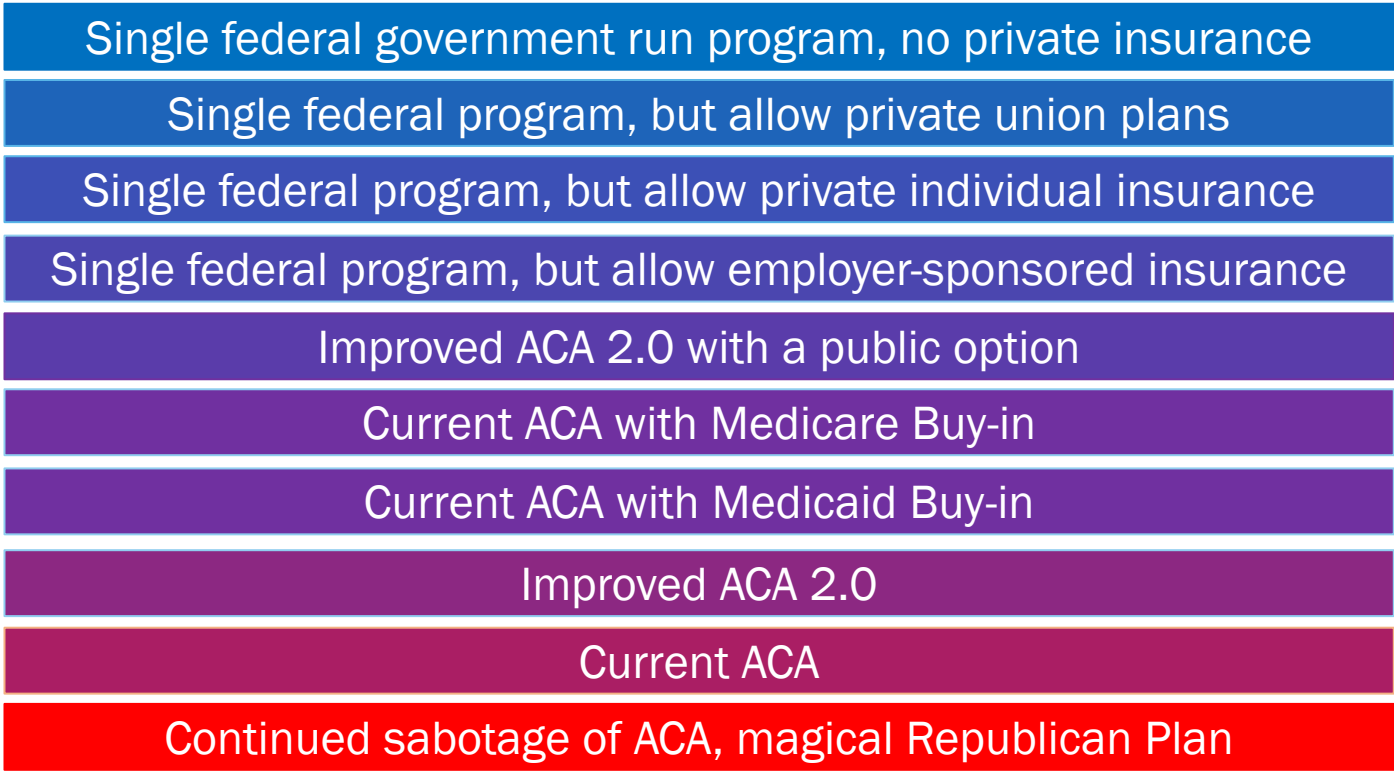 Single federal government run program, no private insurance
Single federal program, but allow private union plans
Single federal program, but allow private individual insurance
Single federal program, but allow employer-sponsored insurance
Improved ACA 2.0 with a public option
Current ACA with Medicare Buy-in
Current ACA with Medicaid Buy-in
Improved ACA 2.0
Current ACA
Continued sabotage of ACA, magical Republican Plan